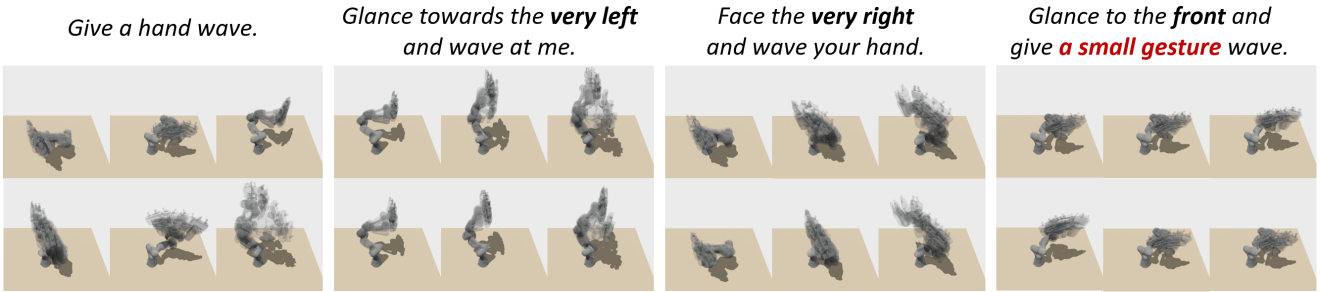 Give a hand wave.
Glance towards the very left
and wave at me.
Face the very right
and wave your hand.
Glance to the front and
give a small gesture wave.